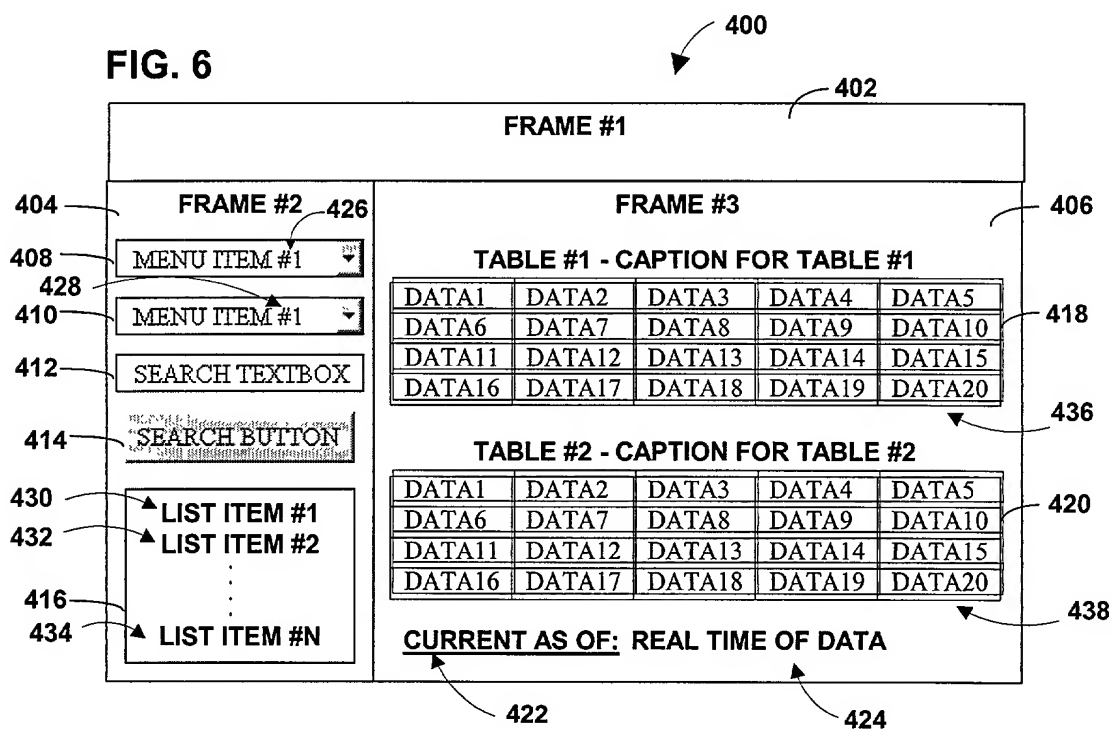 400
FIG. 6
402
FRAME #1
404
FRAME #2
426
FRAME #3
406
408
MENU ITEM #1
428
410
MENU ITEM #1
412
SEARCH TEXTBOX
414
SEARCH BUTTON
430
LIST ITEM #1
432
LIST ITEM #2
416
434
LIST ITEM #N
TABLE #1 - CAPTION FOR TABLE #1
DATA1 DATA2 DATA3 DATA4 DATA5
DATA6 DATA7 DATA8 DATA9 DATA10
DATA11 DATA12 DATA13 DATA14 DATA15
DATA16 DATA17 DATA18 DATA19 DATA20
418
436
TABLE #2 - CAPTION FOR TABLE #2
DATA1 DATA2 DATA3 DATA4 DATA5
DATA6 DATA7 DATA8 DATA9 DATA10
DATA11 DATA12 DATA13 DATA14 DATA15
DATA16 DATA17 DATA18 DATA19 DATA20
420
438
CURRENT AS OF: REAL TIME OF DATA
422
424